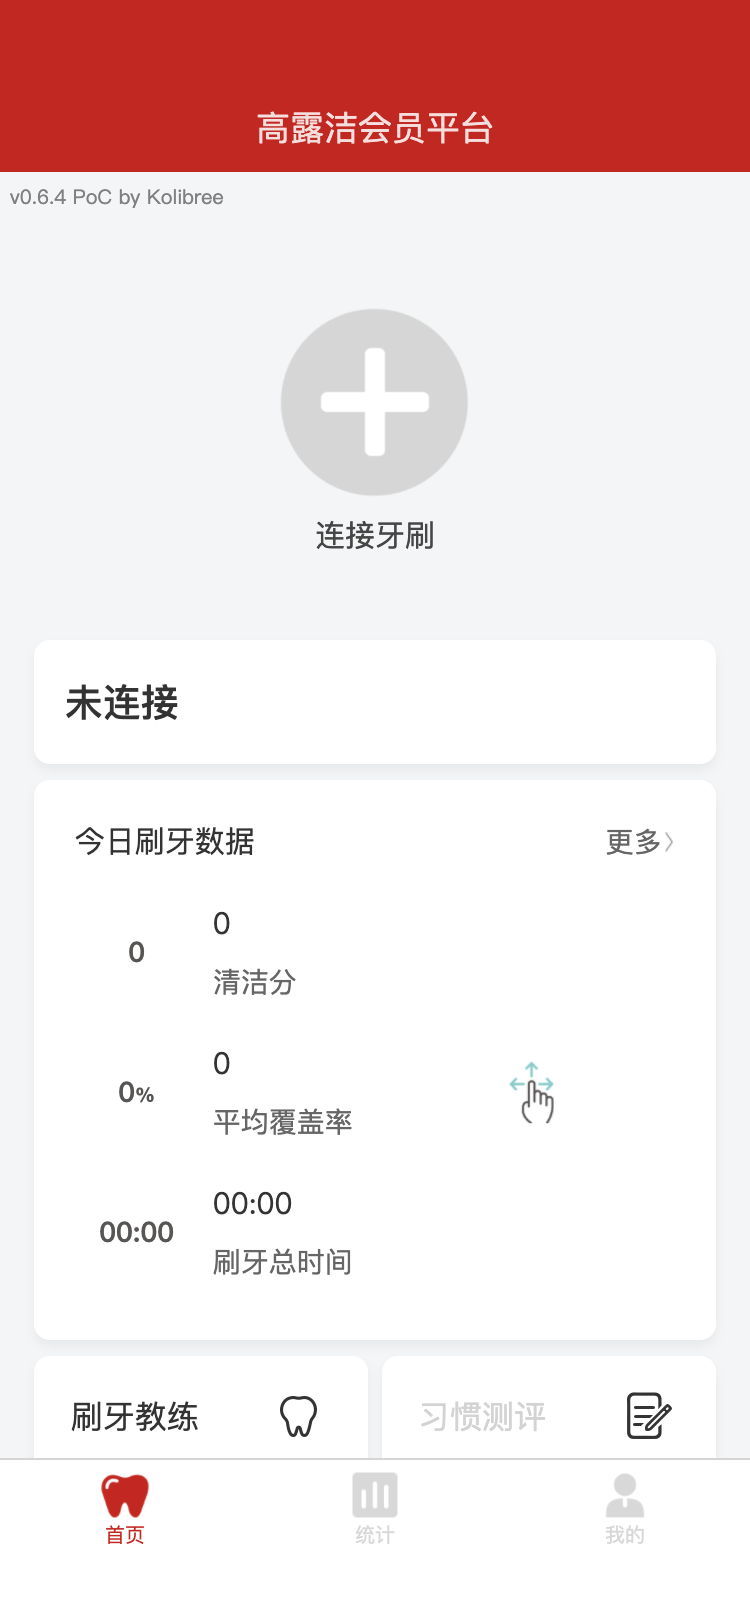 高露洁会员平台
v0.6.4 PoC by Kolibree
连接牙刷
未连接
今日刷牙数据
更多
0
0
清洁分
0%
0
平均覆盖率
00:00
00:00
刷牙总时间
刷牙教练
习惯测评
首页
统计
我的